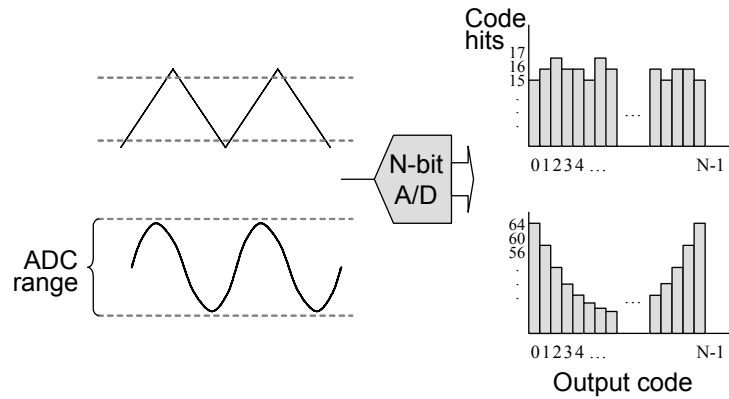 Code
hits
17
16
15
.
.
.
0 1 2 3 4 ...
...
N-1
N-bit
A/D
ADC
range
64
60
56
.
.
.
...
0 1 2 3 4 ...
N-1
Output code